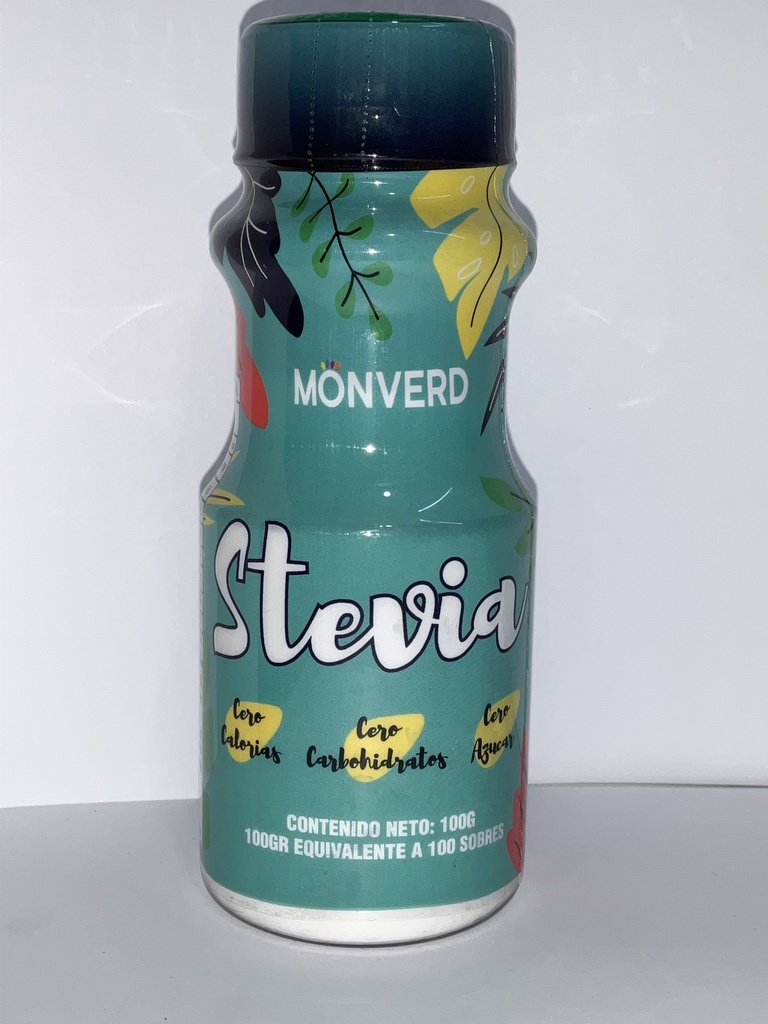 MONVERD
Stevia
Cero
Calorias
Cero
Carbohidratos
Cero
Azucar
CONTENIDO NETO: 100G
100GR EQUIVALENTE A 100 SOBRES